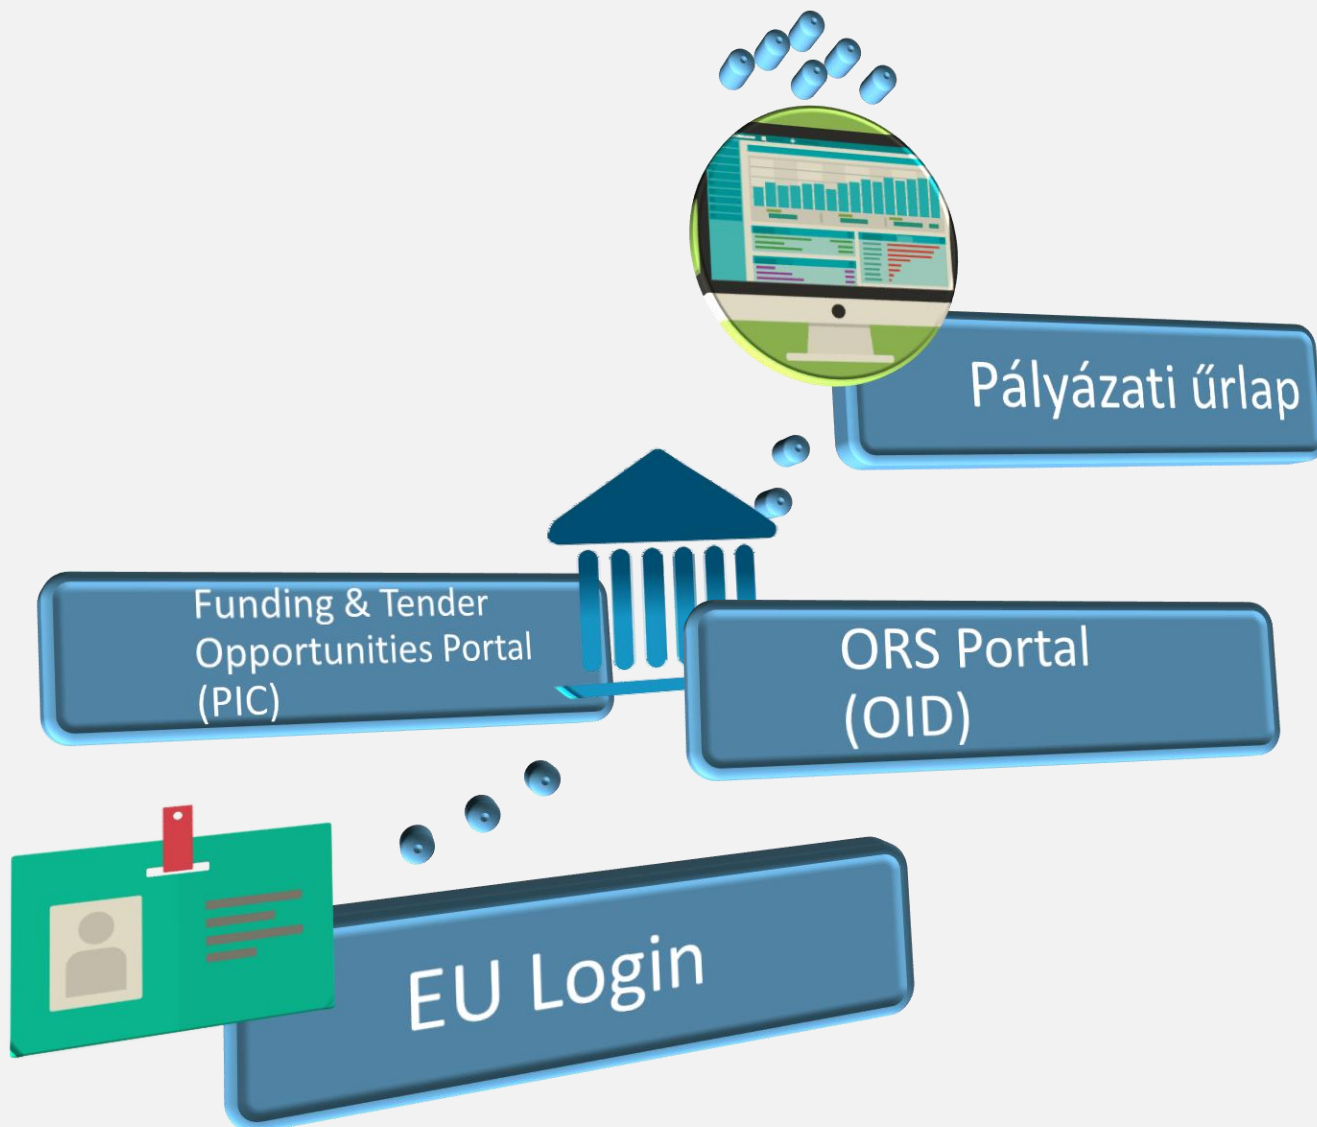 Pályázati űrlap
Funding & Tender
Opportunities Portal
(PIC)
ORS Portal
(OID)
EU Login